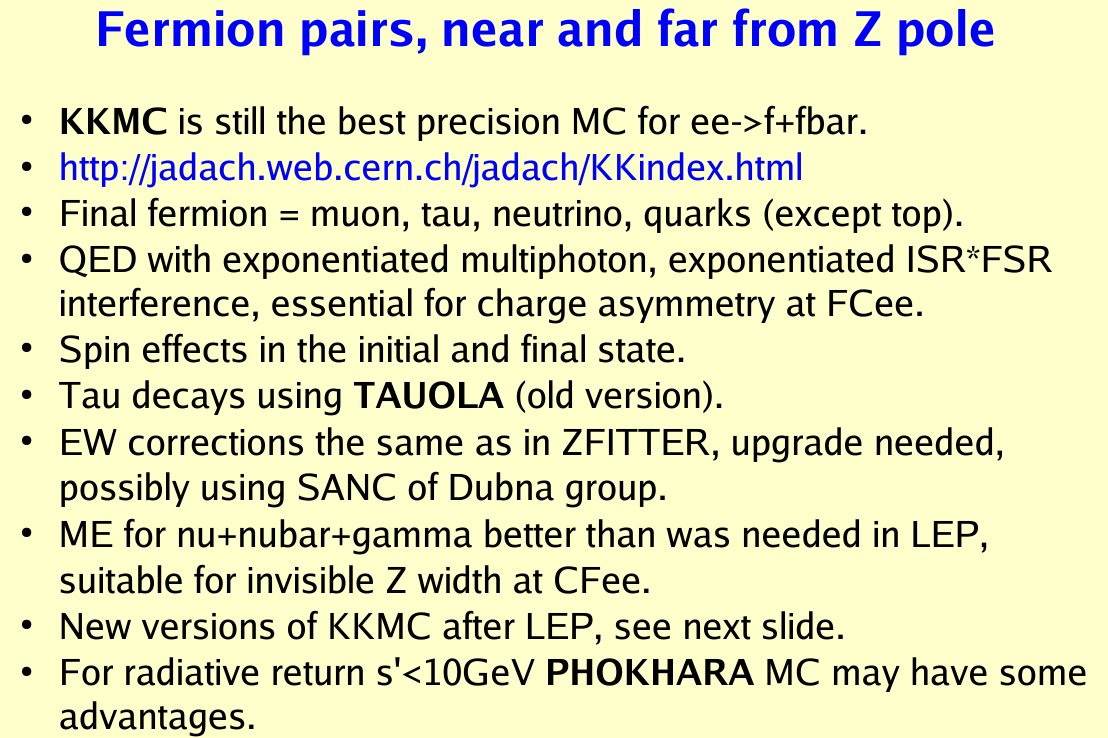 Fermion pairs, near and far from Z pole
• KKMC is still the best precision MC for ee->f+fbar.
• http://jadach.web.cern.ch/jadach/KKindex.html
• Final fermion = muon, tau, neutrino, quarks (except top).
• QED with exponentiated multiphoton, exponentiated ISR*FSR
interference, essential for charge asymmetry at FCee.
• Spin effects in the initial and final state.
• Tau decays using TAUOLA (old version).
• EW corrections the same as in ZFITTER, upgrade needed,
possibly using SANC of Dubna group.
• ME for nu+nubar+gamma better than was needed in LEP,
suitable for invisible Z width at CFee.
• New versions of KKMC after LEP, see next slide.
• For radiative return s'<10GeV PHOKHARA MC may have some
advantages.